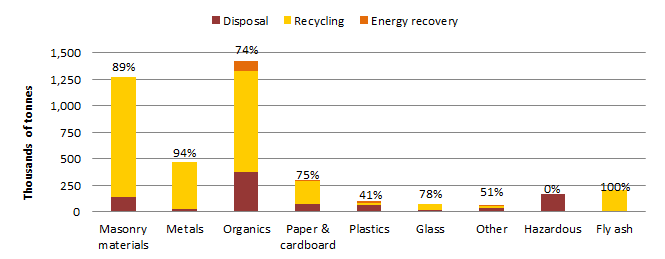 Disposal Recycling Energy recovery
Thousands of tonnes
1,500
1,250
1,000
750
500
250
0
89%
94%
74%
75%
41%
78%
51%
0%
100%
Masonry materials
Metals
Organics
Paper & cardboard
Plastics
Glass
Other
Hazardous
Fly ash